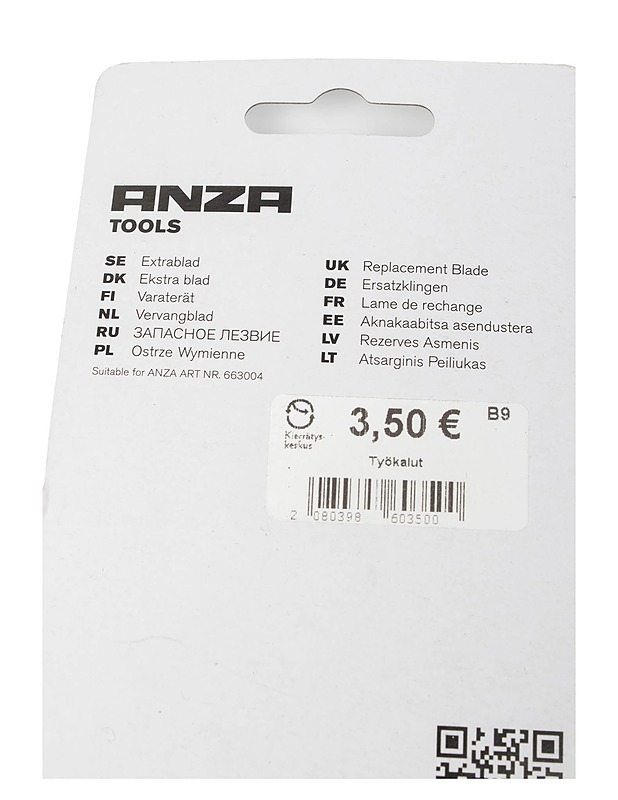 ANZA
TOOLS
SE Extrablad
DK Ekstra blad
FI Varaterät
NL Vervangblad
RU ЗАПАСНОЕ ЛЕЗВИЕ
PL Ostrze Wymienne
UK Replacement Blade
DE Ersatzklingen
FR Lame de rechange
EE Aknakaabitsa asendustera
LV Rezerves Asmenis
LT Atsarginis Peiliukas
Suitable for ANZA ART NR. 663004
Kierrätys-
keskus
3,50 €
B9
Työkalut
2 080398 603500